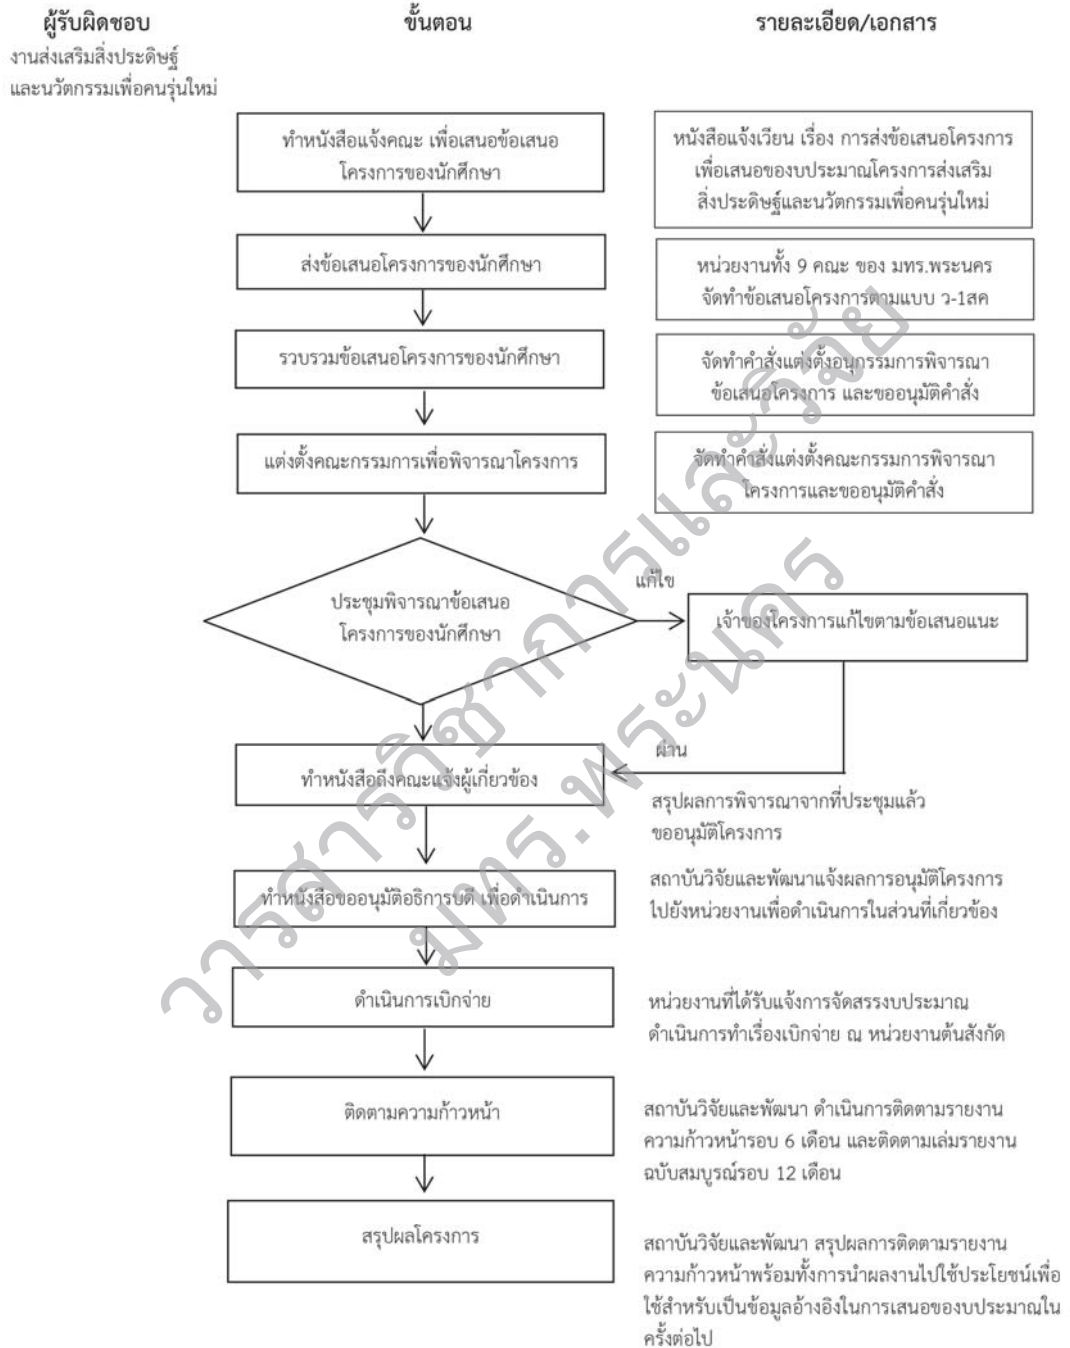 ผู้รับผิดชอบ
ขั้นตอน
รายละเอียด/เอกสาร
งานส่งเสริมสิ่งประดิษฐ์
และนวัตกรรมเพื่อคนรุ่นใหม่
ทำหนังสือแจ้งคณะ เพื่อเสนอข้อเสนอ
โครงการของนักศึกษา
หนังสือแจ้งเวียน เรื่อง การส่งข้อเสนอโครงการ
เพื่อเสนอของบประมาณโครงการส่งเสริม
สิ่งประดิษฐ์และนวัตกรรมเพื่อคนรุ่นใหม่
ส่งข้อเสนอโครงการของนักศึกษา
หน่วยงานทั้ง 9 คณะ ของ มทร.พระนคร
จัดทำข้อเสนอโครงการตามแบบ ว-1สค
รวบรวมข้อเสนอโครงการของนักศึกษา
จัดทำคำสั่งแต่งตั้งอนุกรรมการพิจารณา
ข้อเสนอโครงการ และขออนุมัติคำสั่ง
แต่งตั้งคณะกรรมการเพื่อพิจารณาโครงการ
จัดทำคำสั่งแต่งตั้งคณะกรรมการพิจารณา
โครงการและขออนุมัติคำสั่ง
ประชุมพิจารณาข้อเสนอ
โครงการของนักศึกษา
แก้ไข
เจ้าของโครงการแก้ไขตามข้อเสนอแนะ
ผ่าน
ทำหนังสือถึงคณะแจ้งผู้เกี่ยวข้อง
สรุปผลการพิจารณาจากที่ประชุมแล้ว
ขออนุมัติโครงการ
ทำหนังสือขออนุมัติอธิการบดี เพื่อดำเนินการ
สถาบันวิจัยและพัฒนาแจ้งผลการอนุมัติโครงการ
ไปยังหน่วยงานเพื่อดำเนินการในส่วนที่เกี่ยวข้อง
ดำเนินการเบิกจ่าย
หน่วยงานที่ได้รับแจ้งการจัดสรรงบประมาณ
ดำเนินการทำเรื่องเบิกจ่าย ณ หน่วยงานต้นสังกัด
ติดตามความก้าวหน้า
สถาบันวิจัยและพัฒนา ดำเนินการติดตามรายงาน
ความก้าวหน้ารอบ 6 เดือน และติดตามเล่มรายงาน
ฉบับสมบูรณ์รอบ 12 เดือน
สรุปผลโครงการ
สถาบันวิจัยและพัฒนา สรุปผลการติดตามรายงาน
ความก้าวหน้าพร้อมทั้งการนำผลงานไปใช้ประโยชน์เพื่อ
ใช้สำหรับเป็นข้อมูลอ้างอิงในการเสนอของบประมาณใน
ครั้งต่อไป
วารสารวิชาการและวิจัย
มทร.พระนคร